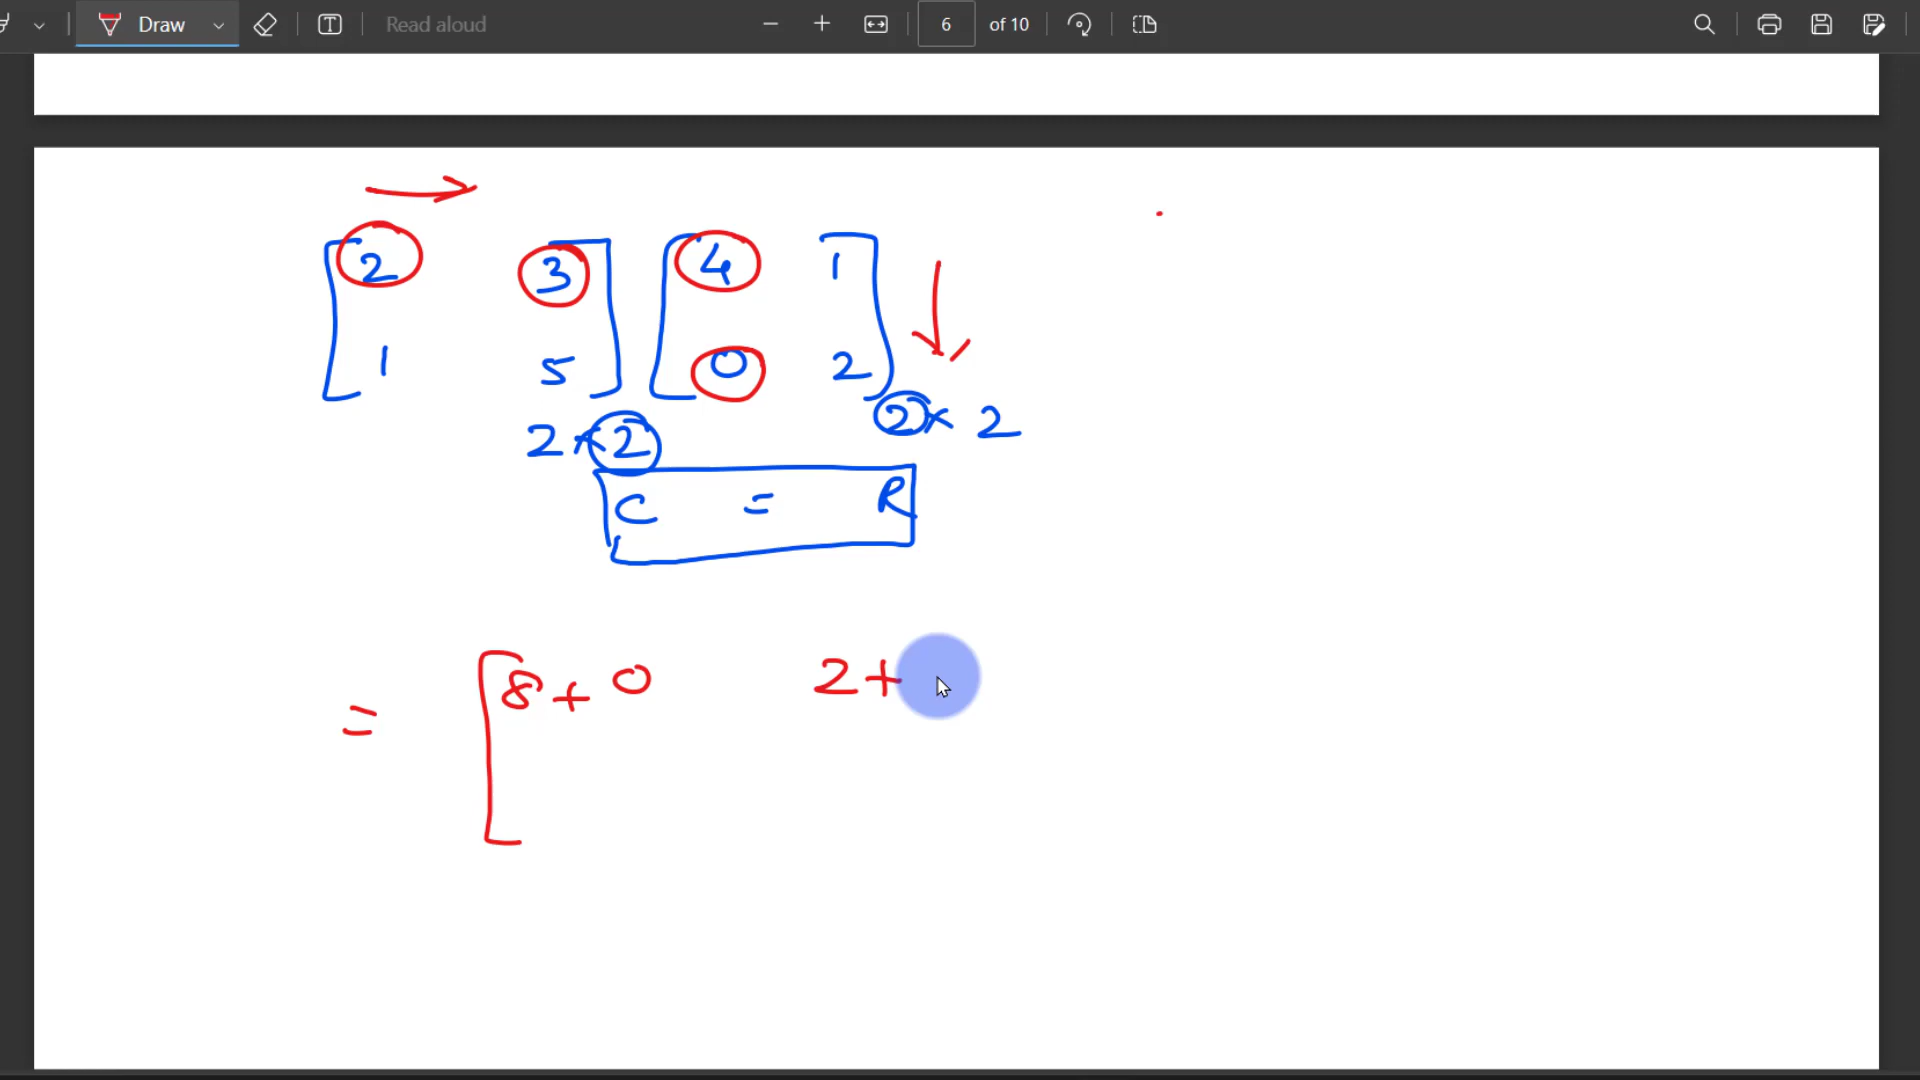 Draw
Read aloud
6 of 10
2 3 4 1
1 5 0 2
2 × 2 2 × 2
C = R
= 8 + 0 2 +